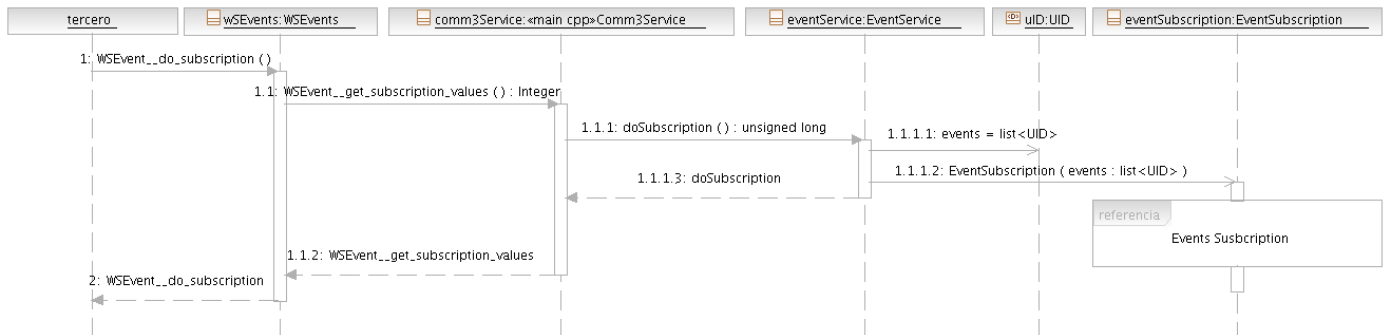 tercero
wSEvents:WSEvents
comm3Service:«main cpp»Comm3Service
eventService:EventService
uID:UID
eventSubscription:EventSubscription
1: WSEvent__do_subscription ( )
1.1: WSEvent__get_subscription_values ( ) : Integer
1.1.1: doSubscription ( ) : unsigned long
1.1.1.1: events = list<UID>
1.1.1.2: EventSubscription ( events : list<UID> )
1.1.1.3: doSubscription
referencia
Events Susbcription
1.1.2: WSEvent__get_subscription_values
2: WSEvent__do_subscription